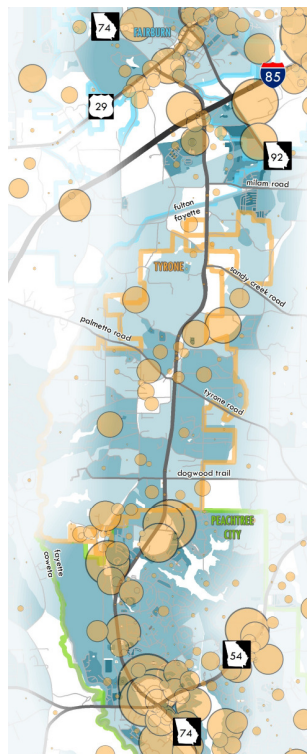 74
FAIRBURN
85
29
92
milam road
fulton
fayette
TYRONE
sandy creek road
palmetto road
tyrone road
dogwood trail
PEACHTREE
CITY
fayette
coweta
54
74